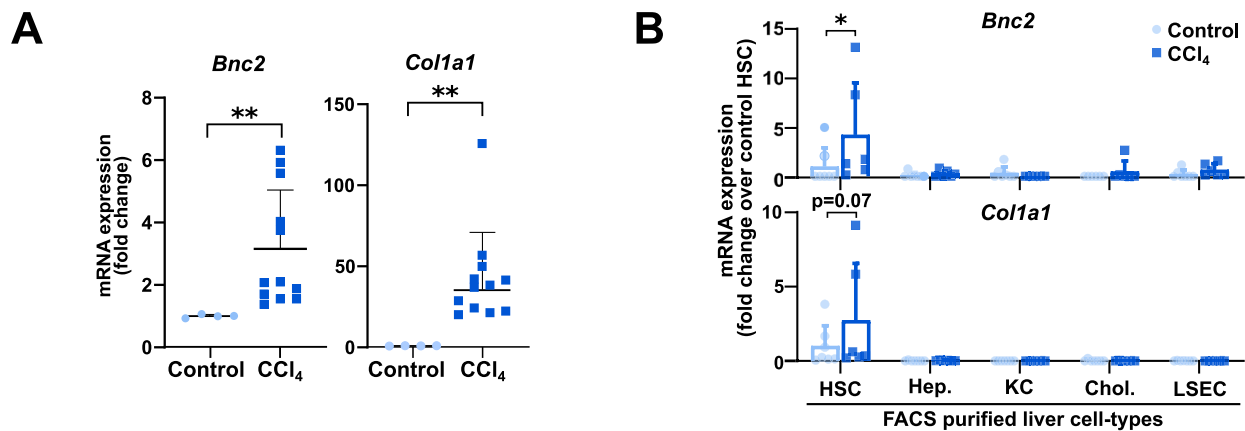 A
Bnc2
Col1a1
mRNA expression
(fold change)
8
6
4
2
0
**
Control
CCl₄
150
100
50
0
**
Control
CCl₄
B
Bnc2
Control
CCl₄
mRNA expression
(fold change over control HSC)
15
10
5
0
*
Col1a1
10
5
0
p=0.07
HSC
Hep.
KC
Chol.
LSEC
FACS purified liver cell-types